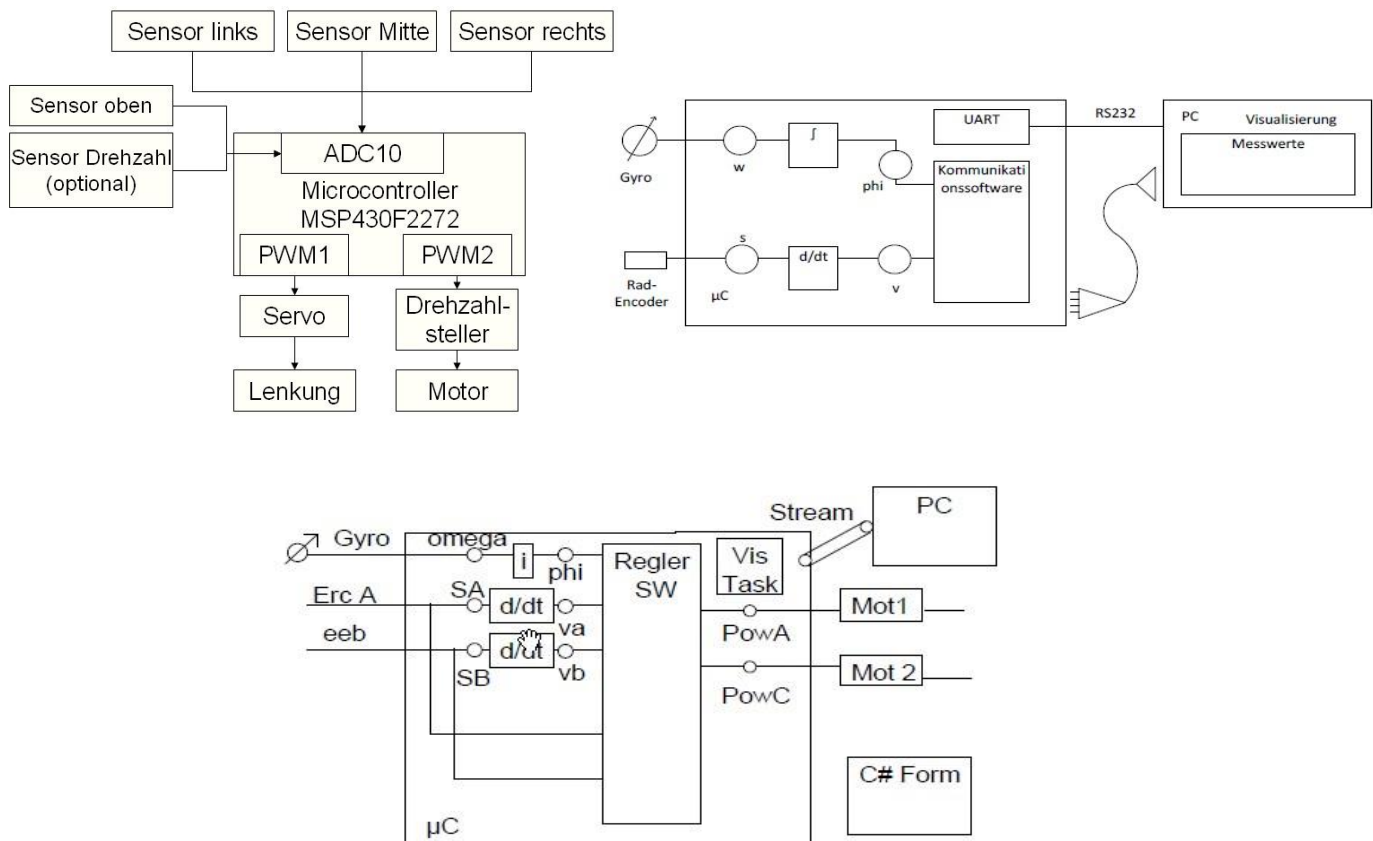 Sensor links
Sensor Mitte
Sensor rechts
Sensor oben
Sensor Drehzahl
(optional)
ADC10
Microcontroller
MSP430F2272
PWM1
PWM2
Servo
Drehzahl-
steller
Lenkung
Motor
Gyro
w
∫
phi
UART
Kommunikati
onssoftware
RS232
PC
Visualisierung
Messwerte
Rad-
Encoder
s
d/dt
v
µC
Gyro
omega
i
phi
Erc A
SA
d/dt
va
eeb
SB
d/dt
vb
Regler
SW
Vis
Task
Stream
PC
PowA
Mot1
PowC
Mot 2
C# Form
µC